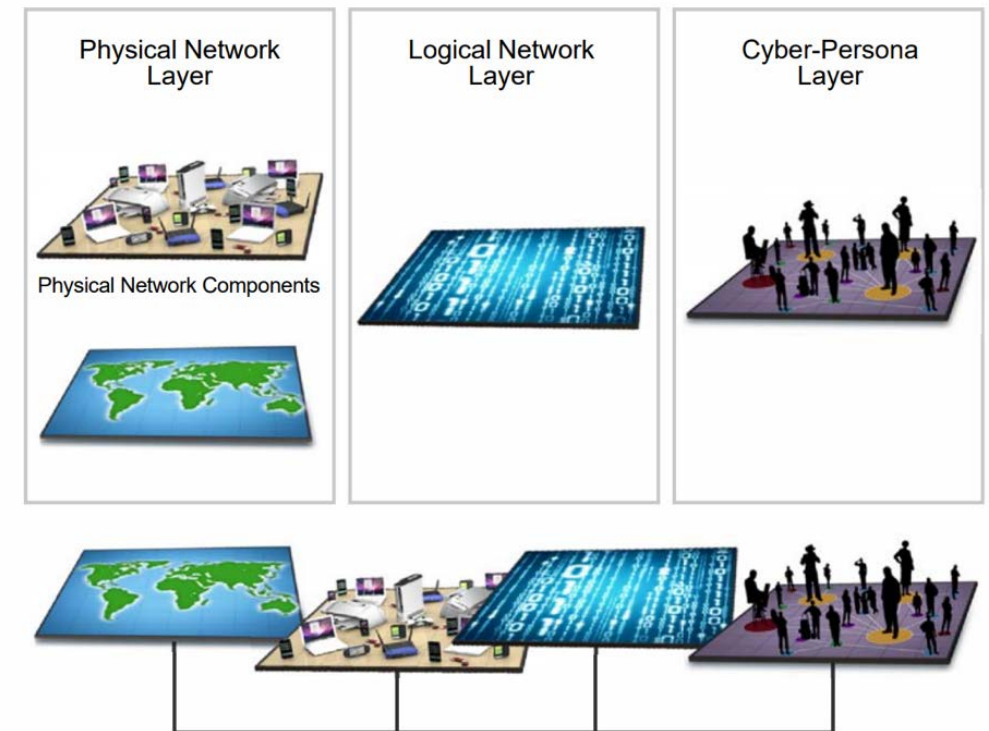 Physical Network
Layer
Logical Network
Layer
Cyber-Persona
Layer
Physical Network Components